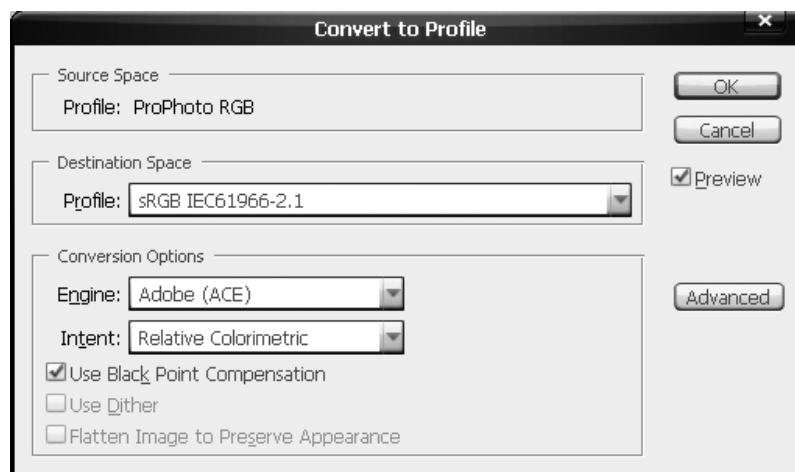 Convert to Profile
Source Space
Profile: ProPhoto RGB
OK
Cancel
Destination Space
Profile: sRGB IEC61966-2.1
Preview
Conversion Options
Engine: Adobe (ACE)
Advanced
Intent: Relative Colorimetric
Use Black Point Compensation
Use Dither
Flatten Image to Preserve Appearance